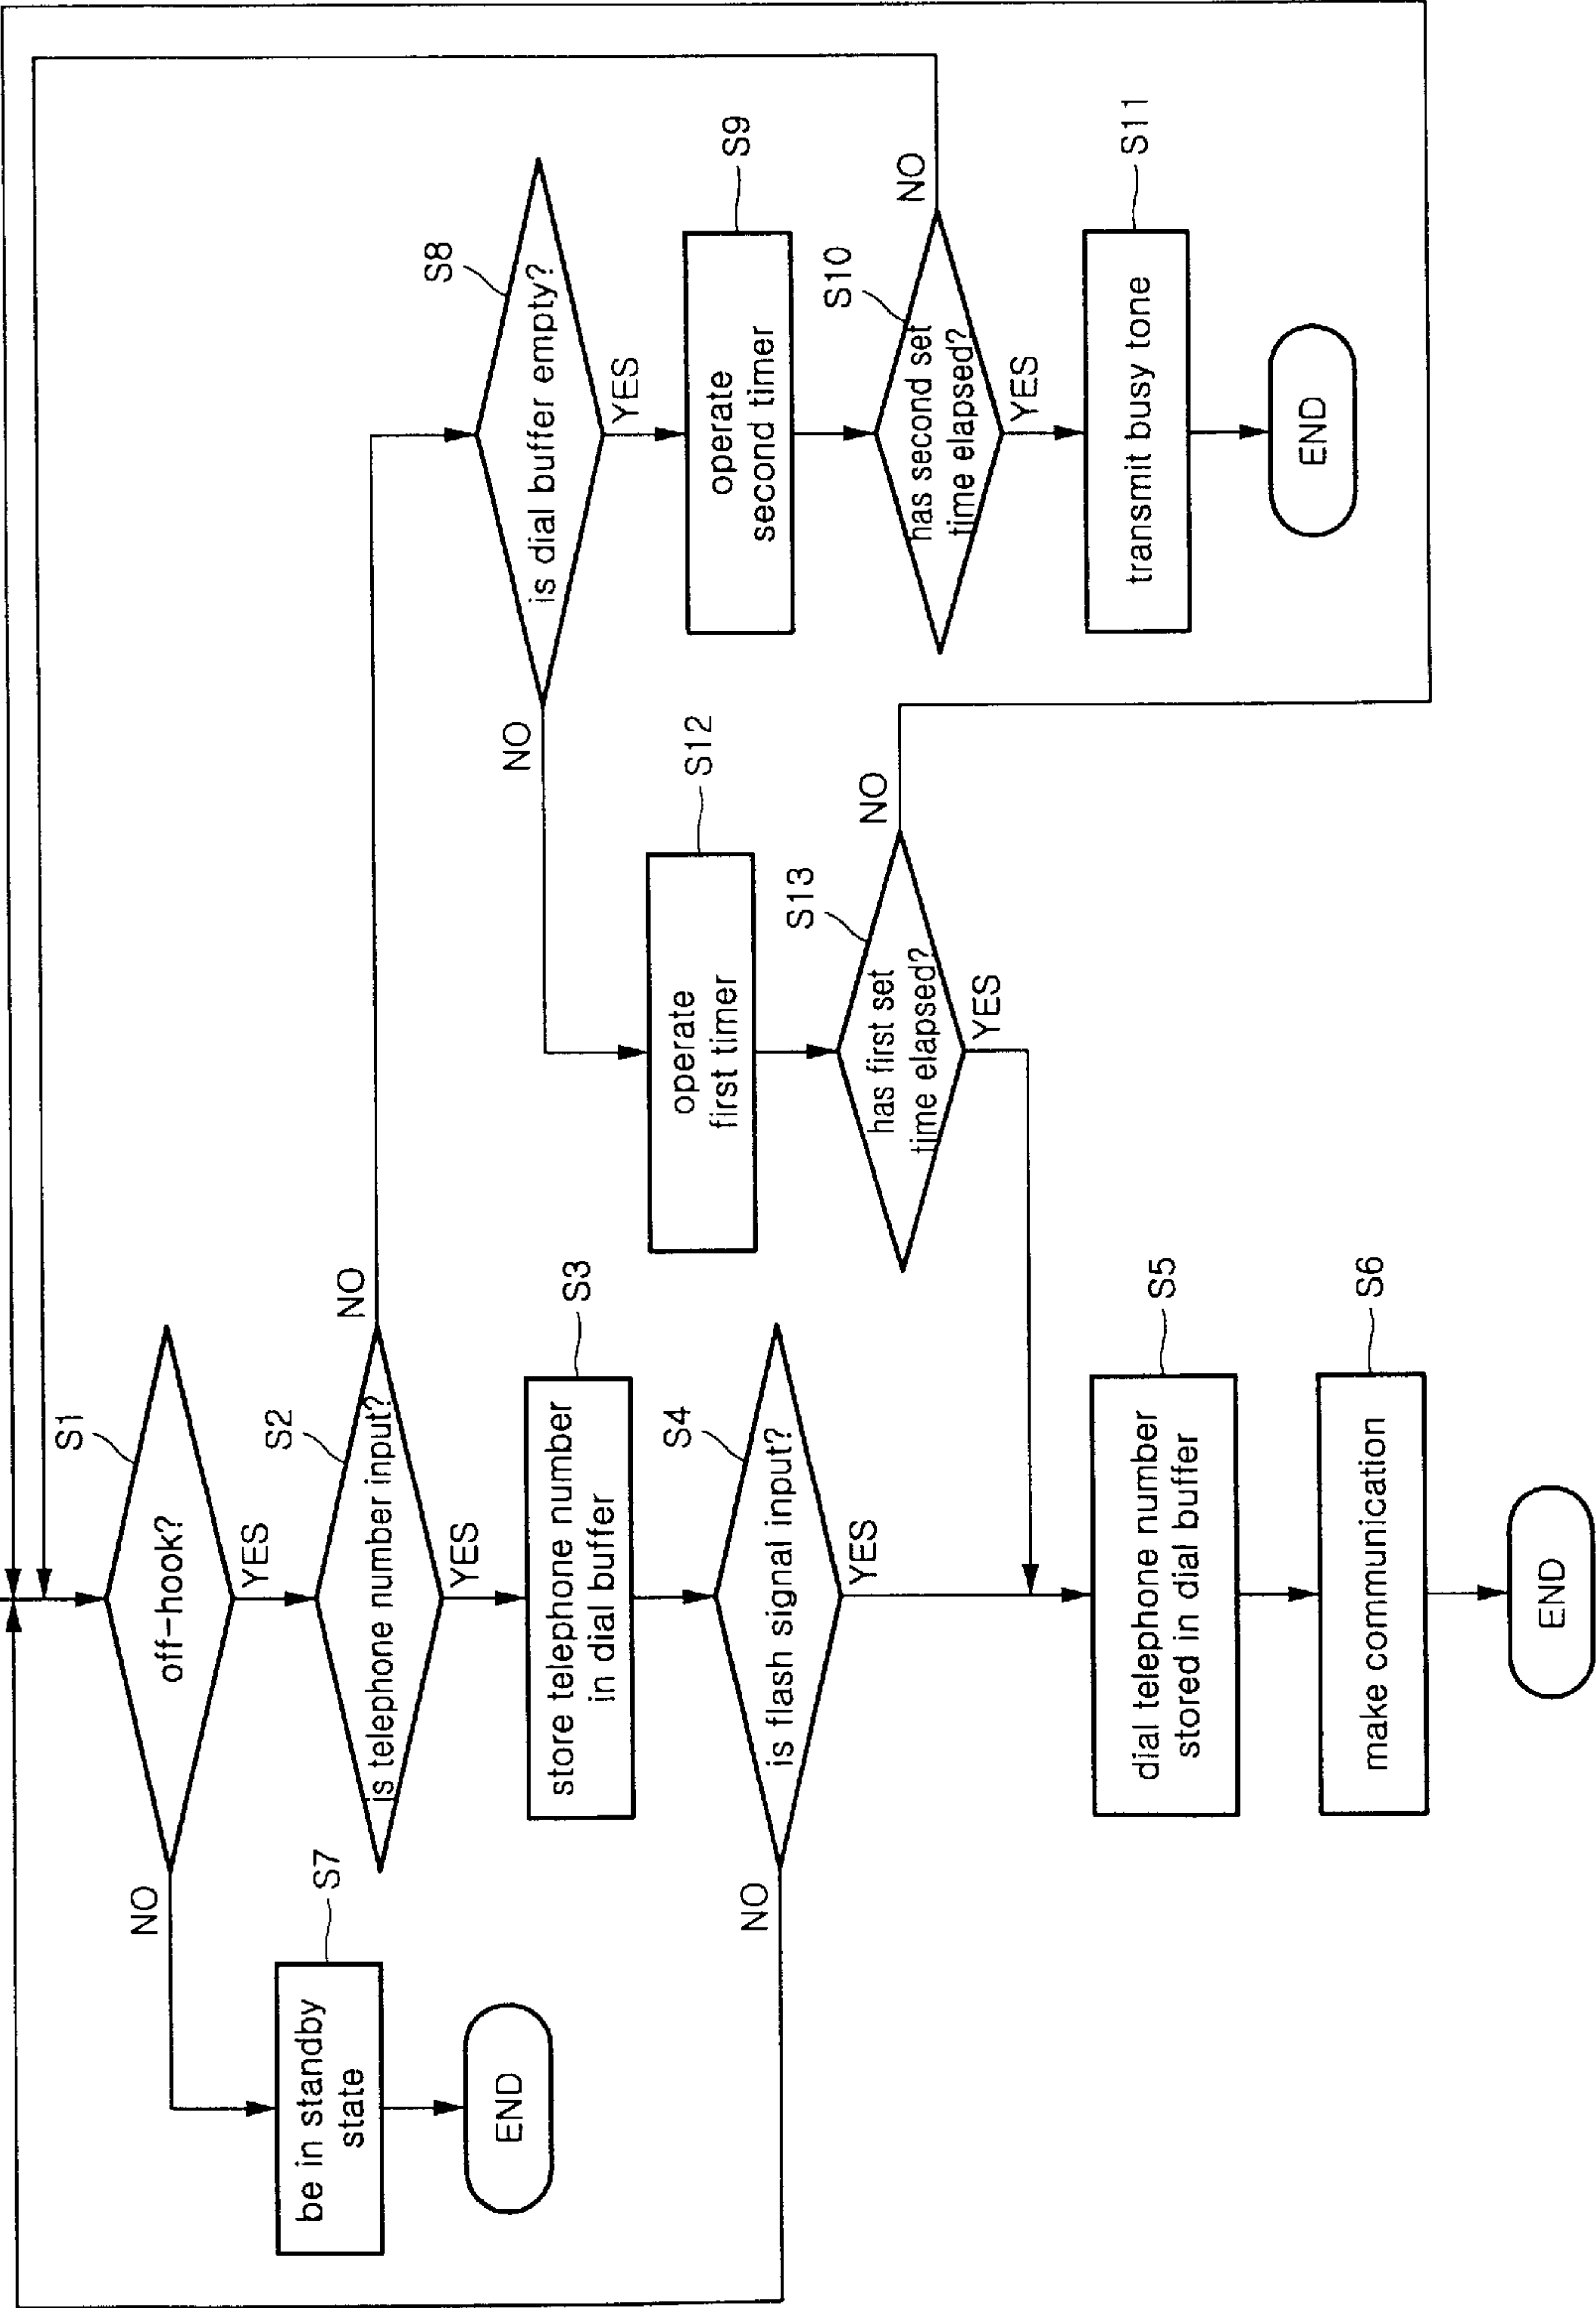 S1
off-hook?
YES
NO
S7
be in standby
state
END
S2
is telephone number input?
NO
YES
S3
store telephone number
in dial buffer
S4
is flash signal input?
NO
YES
S5
dial telephone number
stored in dial buffer
S6
make communication
END
S8
is dial buffer empty?
NO
YES
S9
operate
second timer
S10
has second set
time elapsed?
NO
YES
S11
transmit busy tone
END
S12
operate
first timer
S13
has first set
time elapsed?
NO
YES